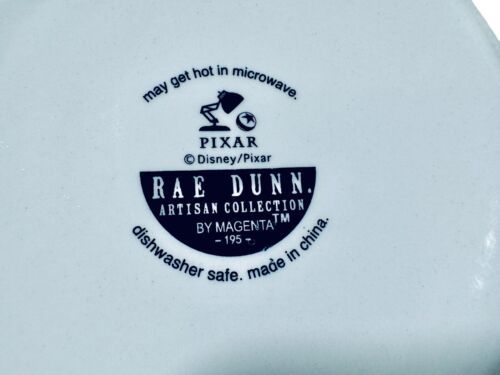 may get hot in microwave.
PIXAR
© Disney/Pixar
RAE DUNN.
ARTISAN COLLECTION
BY MAGENTA™
- 195 -
dishwasher safe. made in china.